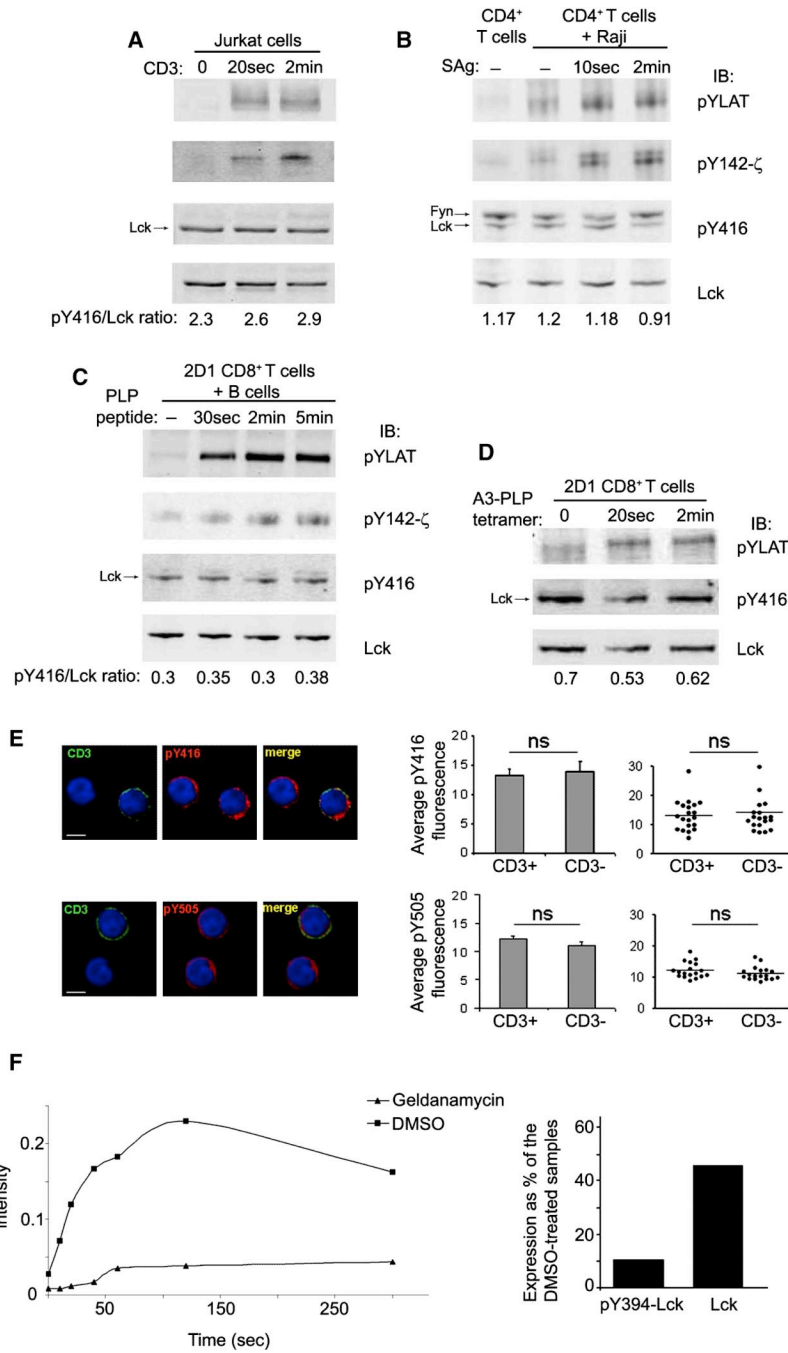 A
Jurkat cells
CD3: 0 20sec 2min
Lck→
pY416/Lck ratio: 2.3 2.6 2.9
B
CD4+ T cells
CD4+ T cells + Raji
SAg: – – 10sec 2min
IB:
pYLAT
pY142-ζ
Fyn→
Lck→
pY416
Lck
1.17 1.2 1.18 0.91
C
2D1 CD8+ T cells
+ B cells
PLP
peptide: – 30sec 2min 5min
IB:
pYLAT
pY142-ζ
Lck→
pY416
Lck
pY416/Lck ratio: 0.3 0.35 0.3 0.38
D
2D1 CD8+ T cells
A3-PLP
tetramer: 0 20sec 2min
IB:
pYLAT
Lck→
pY416
Lck
0.7 0.53 0.62
E
CD3 pY416 merge
Average pY416
fluorescence
20
15
10
5
0
ns
CD3+ CD3-
30
20
10
0
ns
CD3+ CD3-
CD3 pY505 merge
Average pY505
fluorescence
20
15
10
5
0
ns
CD3+ CD3-
30
20
10
0
ns
CD3+ CD3-
F
Geldanamycin
DMSO
0.2
0.1
0
50 150 250
Time (sec)
Expression as % of the
DMSO-treated samples
60
40
20
0
pY394-Lck Lck